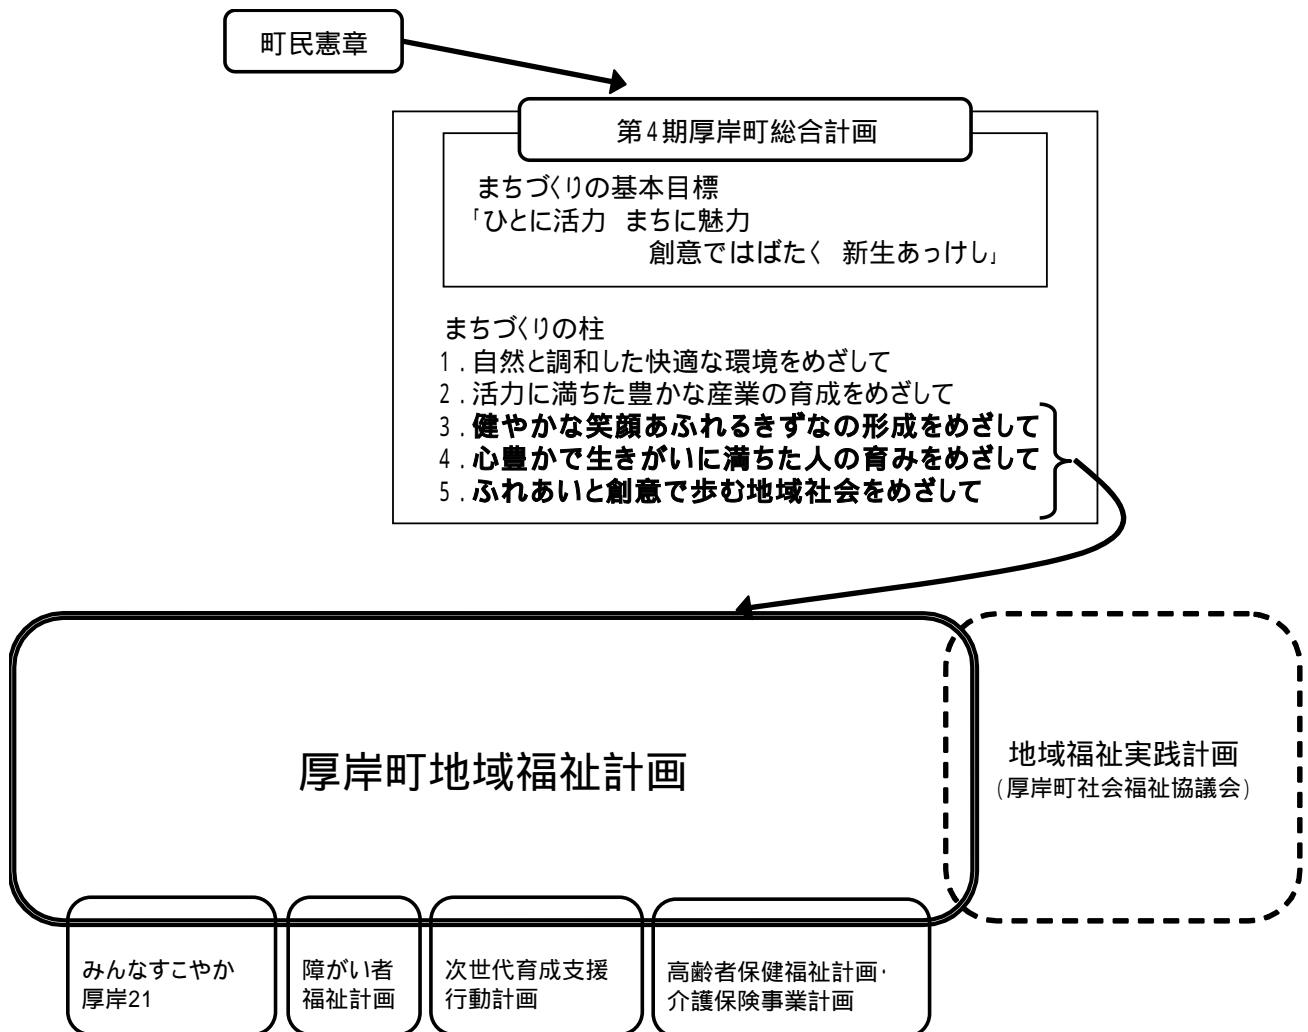 町民憲章
第4期厚岸町総合計画
まちづくりの基本目標
「ひとに活力　まちに魅力
創意ではばたく　新生あっけし」
まちづくりの柱
1．自然と調和した快適な環境をめざして
2．活力に満ちた豊かな産業の育成をめざして
3．健やかな笑顔あふれるきずなの形成をめざして
4．心豊かで生きがいに満ちた人の育みをめざして
5．ふれあいと創意で歩む地域社会をめざして
厚岸町地域福祉計画
地域福祉実践計画
(厚岸町社会福祉協議会)
みんなすこやか
厚岸21
障がい者
福祉計画
次世代育成支援
行動計画
高齢者保健福祉計画・
介護保険事業計画